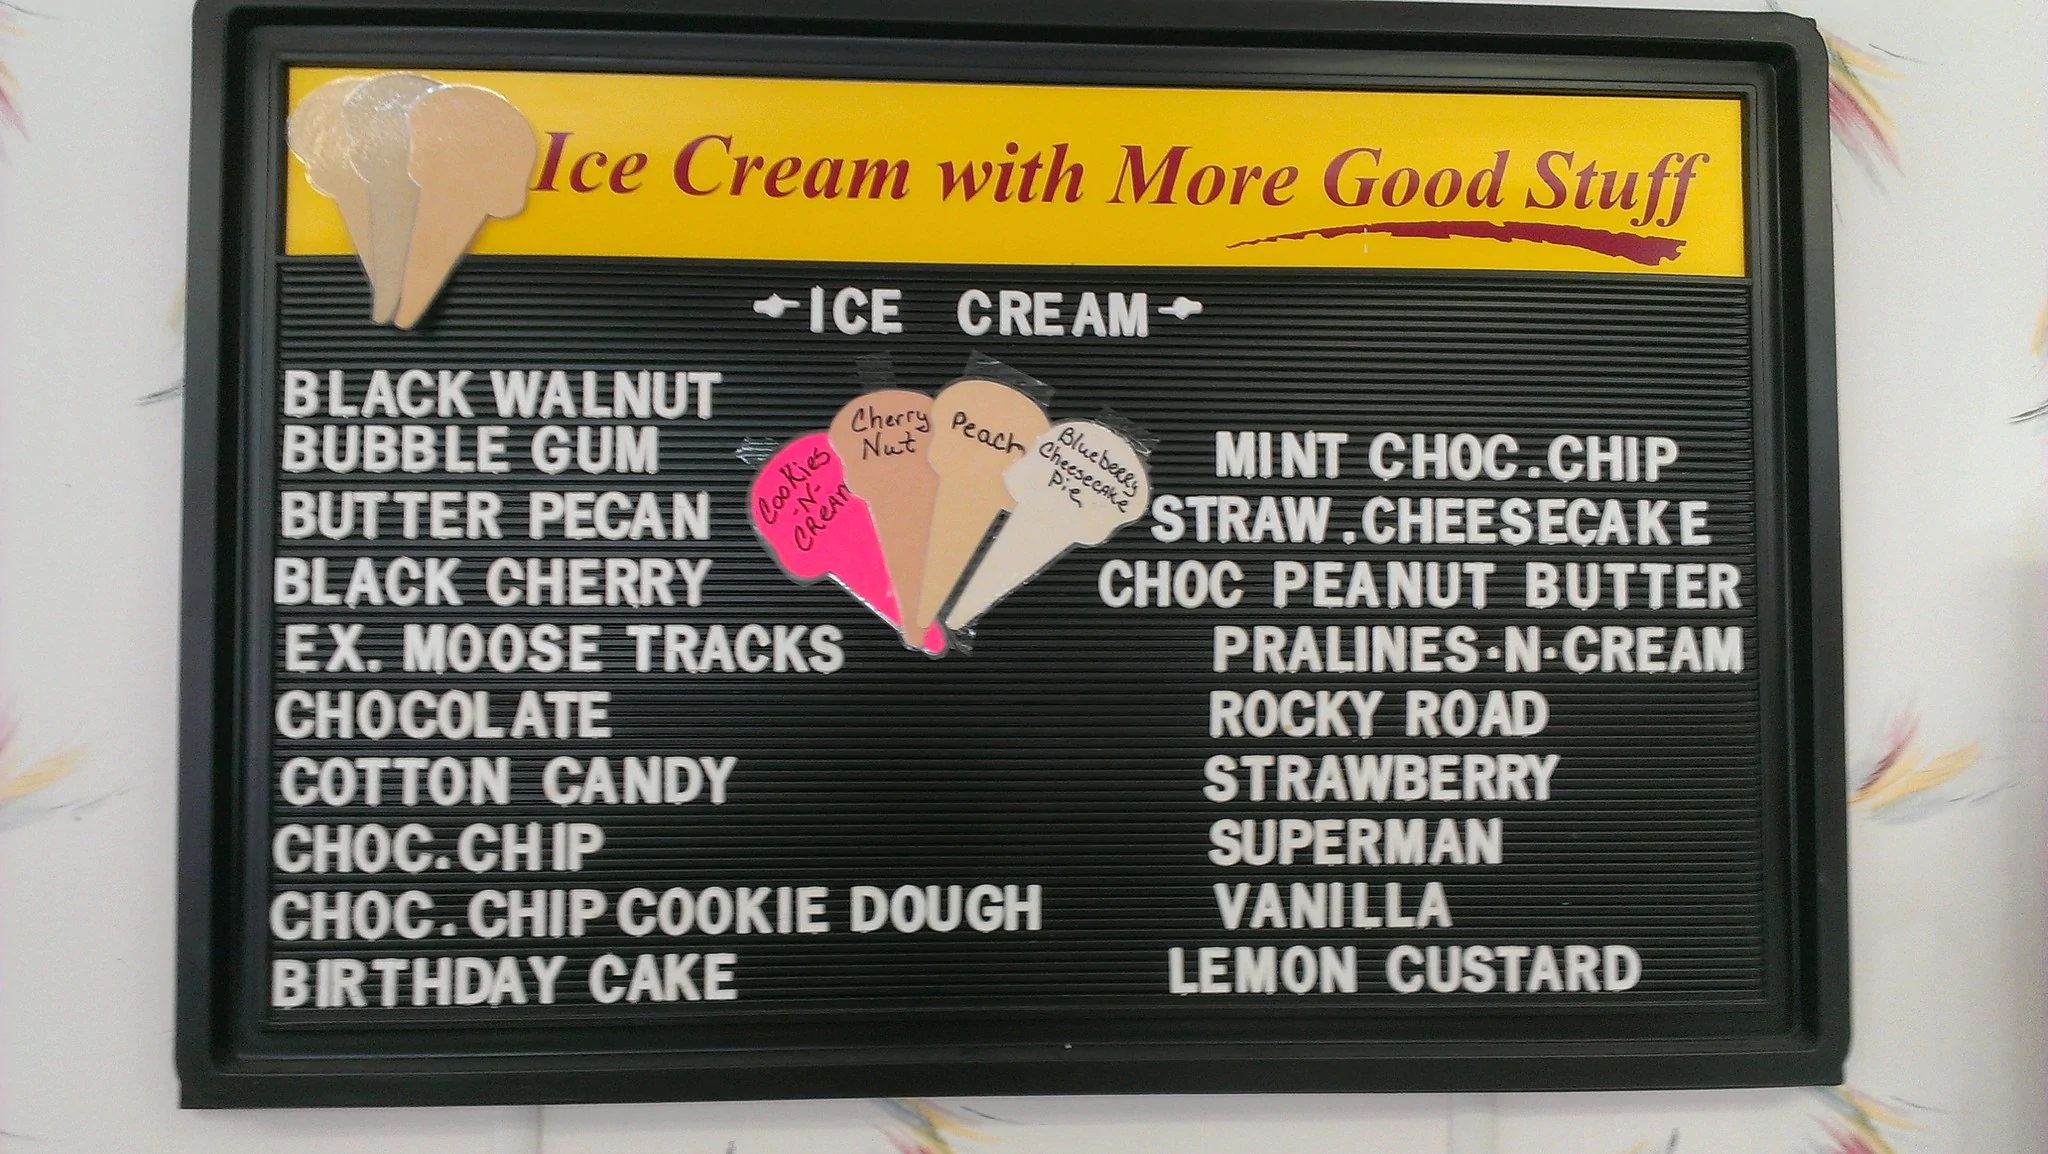 Ice Cream with More Good Stuff
ICE CREAM
BLACK WALNUT
BUBBLE GUM
BUTTER PECAN
BLACK CHERRY
EX. MOOSE TRACKS
CHOCOLATE
COTTON CANDY
CHOC.CHIP
CHOC.CHIP COOKIE DOUGH
BIRTHDAY CAKE
Cookies
-N-
CREAM
Cherry
Nut
Peach
Blueberry
Cheesecake
Pie
MINT CHOC.CHIP
STRAW.CHEESECAKE
CHOC PEANUT BUTTER
PRALINES·N·CREAM
ROCKY ROAD
STRAWBERRY
SUPERMAN
VANILLA
LEMON CUSTARD